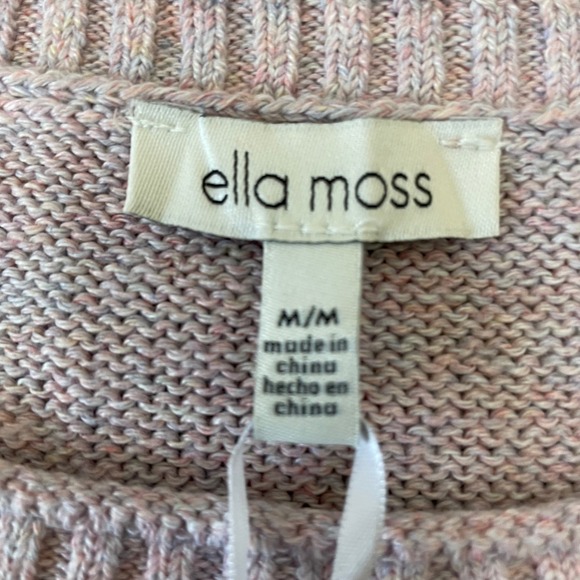 ella moss
M/M
made in
china
hecho en
china